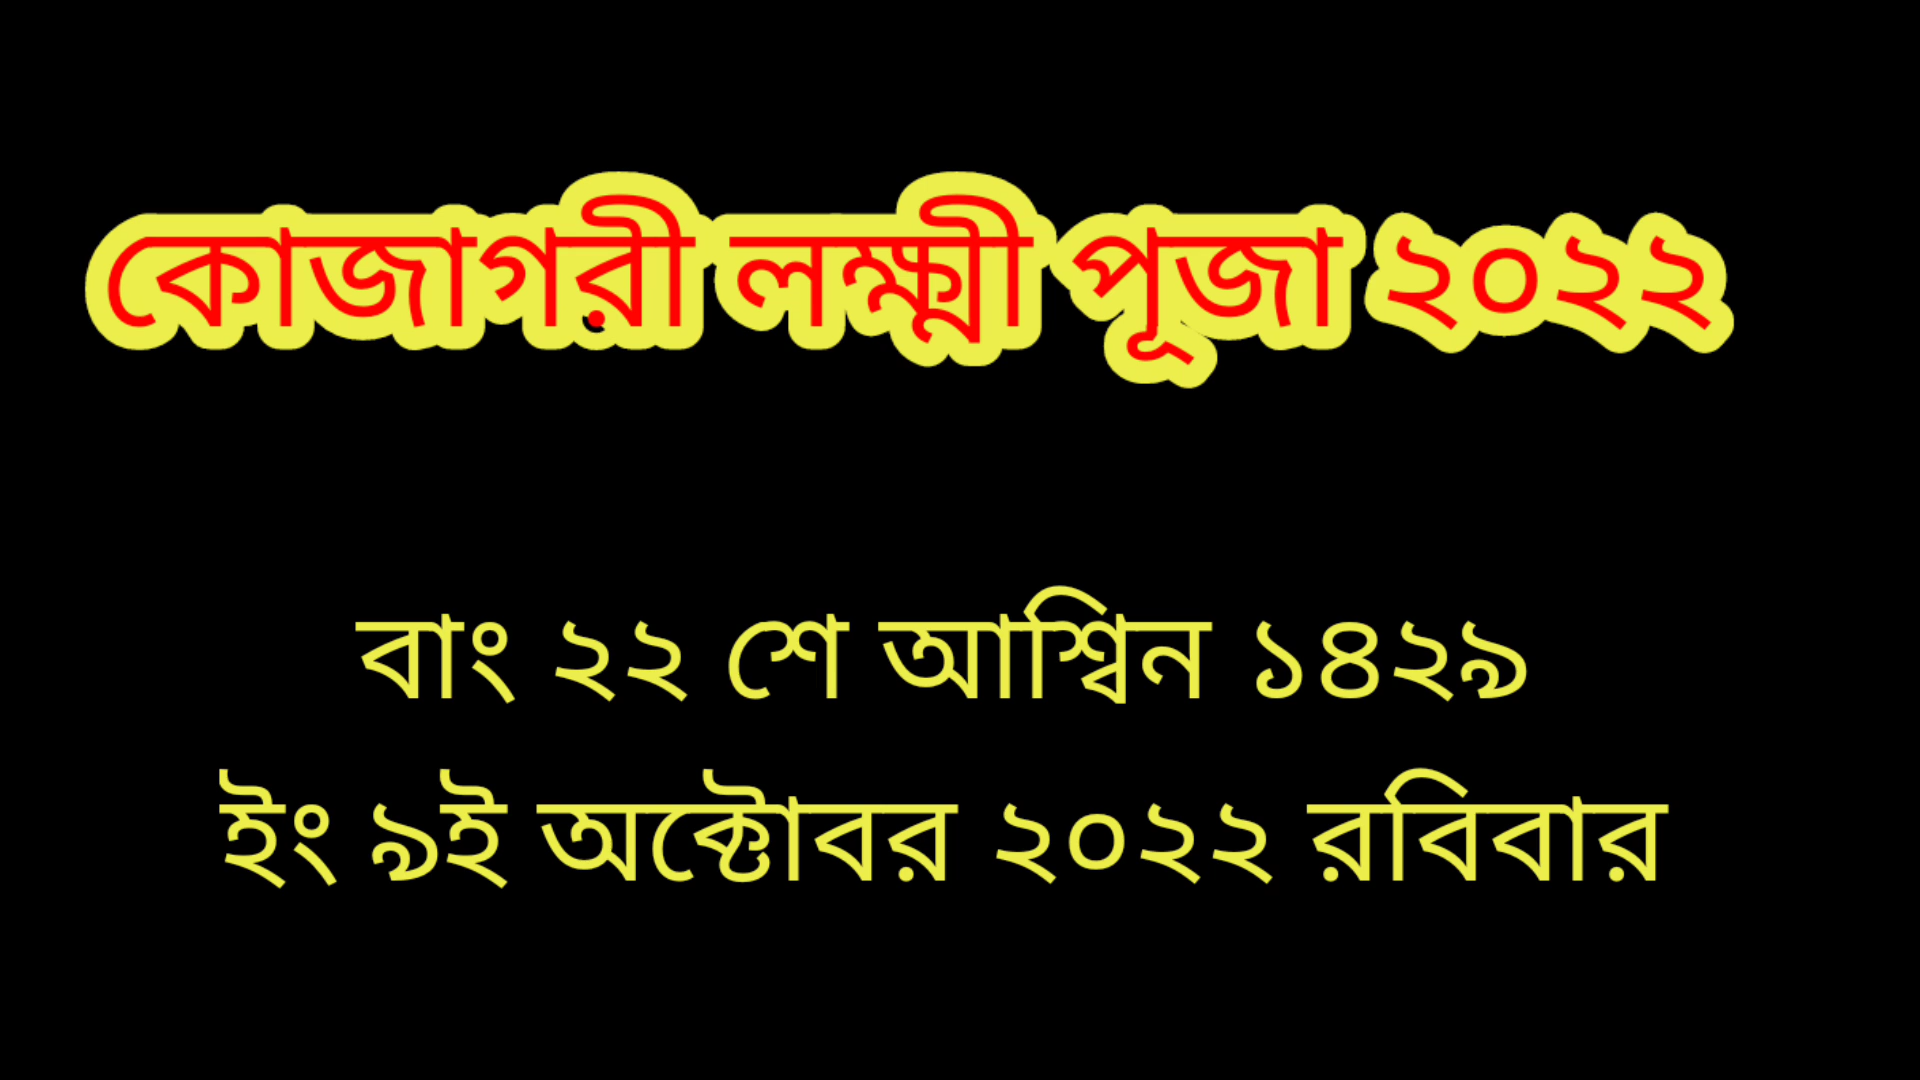 কোজাগরী লক্ষ্মী পূজা ২০২২
বাং ২২ শে আশ্বিন ১৪২৯
ইং ৯ই অক্টোবর ২০২২ রবিবার